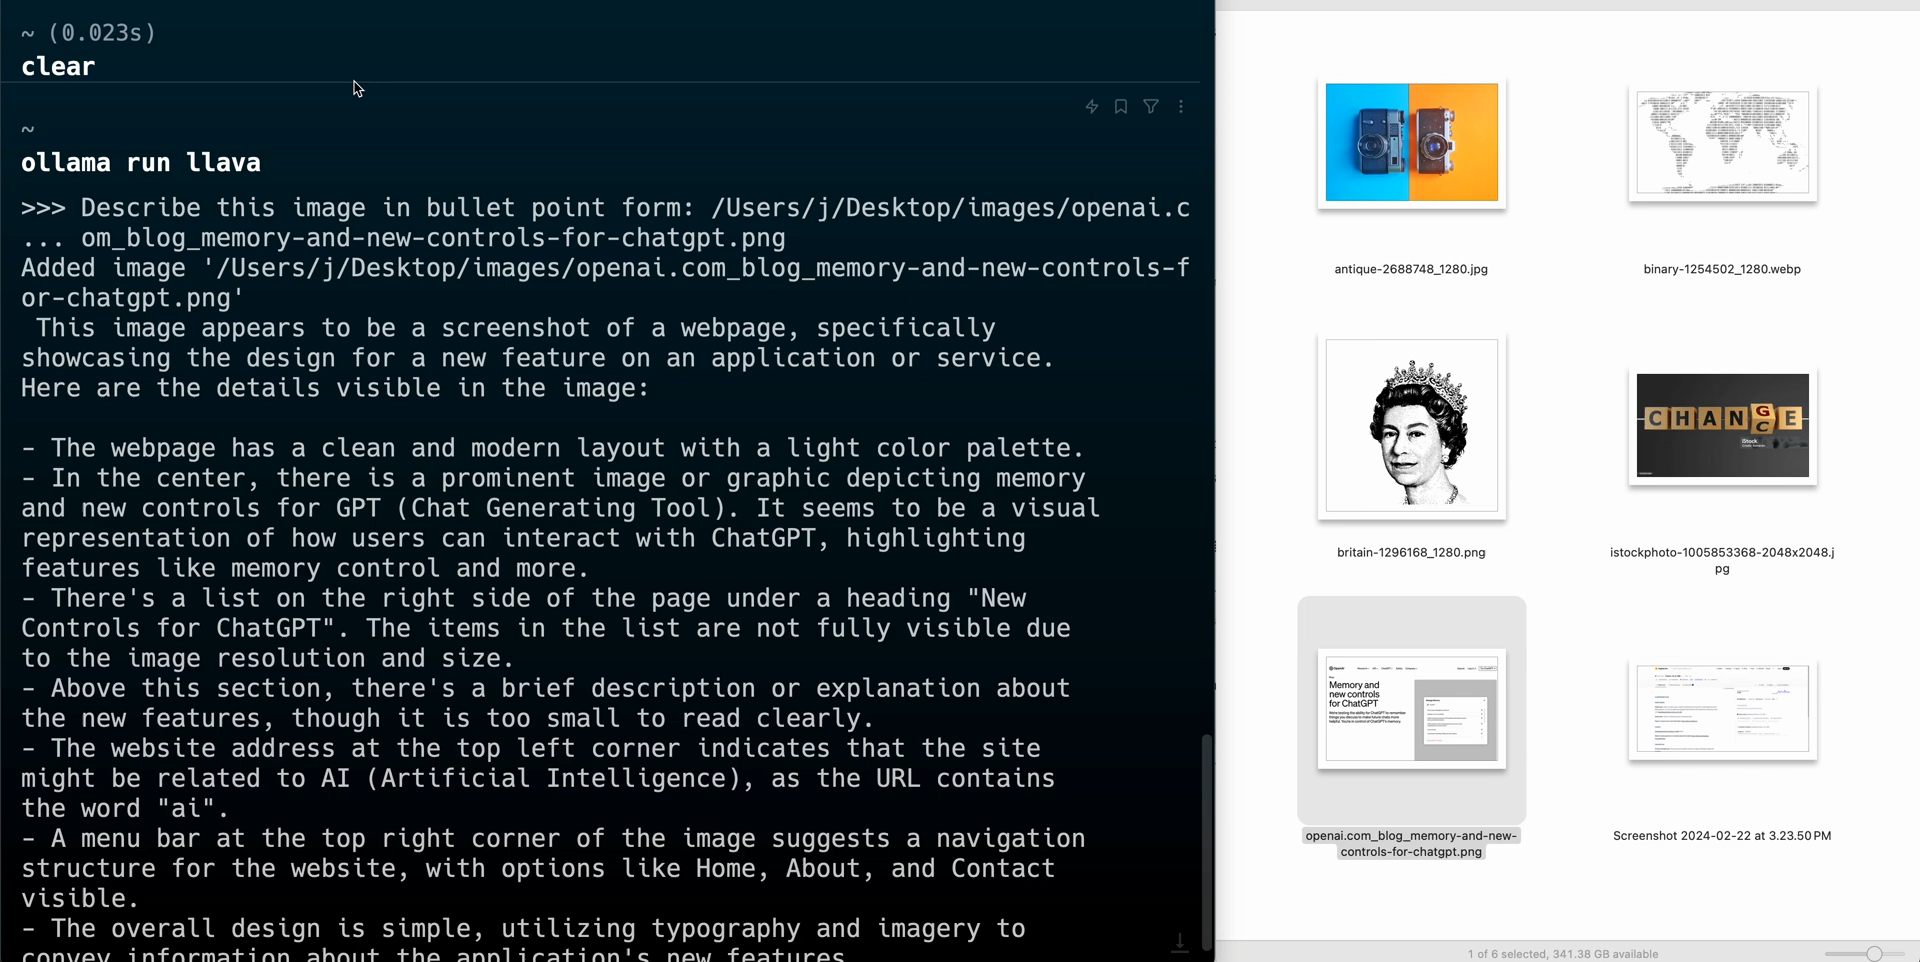 ~ (0.023s)
clear
~
ollama run llava
>>> Describe this image in bullet point form: /Users/j/Desktop/images/openai.c
... om_blog_memory-and-new-controls-for-chatgpt.png
Added image '/Users/j/Desktop/images/openai.com_blog_memory-and-new-controls-f
or-chatgpt.png'
This image appears to be a screenshot of a webpage, specifically
showcasing the design for a new feature on an application or service.
Here are the details visible in the image:
- The webpage has a clean and modern layout with a light color palette.
- In the center, there is a prominent image or graphic depicting memory
and new controls for GPT (Chat Generating Tool). It seems to be a visual
representation of how users can interact with ChatGPT, highlighting
features like memory control and more.
- There's a list on the right side of the page under a heading "New
Controls for ChatGPT". The items in the list are not fully visible due
to the image resolution and size.
- Above this section, there's a brief description or explanation about
the new features, though it is too small to read clearly.
- The website address at the top left corner indicates that the site
might be related to AI (Artificial Intelligence), as the URL contains
the word "ai".
- A menu bar at the top right corner of the image suggests a navigation
structure for the website, with options like Home, About, and Contact
visible.
- The overall design is simple, utilizing typography and imagery to
convey information about the application's new features
antique-2688748_1280.jpg
binary-1254502_1280.webp
britain-1296168_1280.png
CHANGE
C
iStock
istockphoto-1005853368-2048x2048.j
pg
Memory and
new controls
for ChatGPT
openai.com_blog_memory-and-new-
controls-for-chatgpt.png
Screenshot 2024-02-22 at 3.23.50 PM
1 of 6 selected, 341.38 GB available